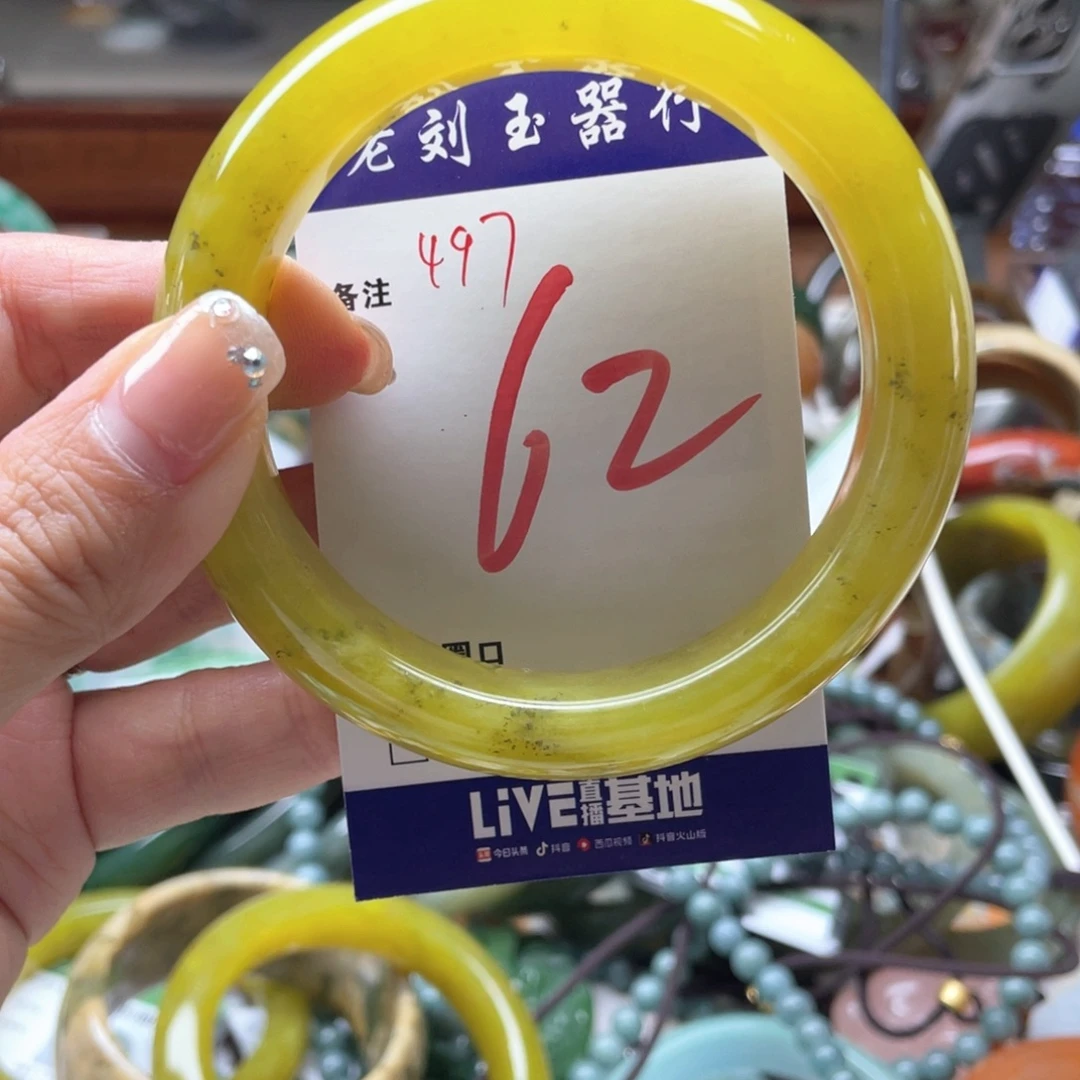 老刘玉器行
497
备注
62
圈口
LiVE直播基地
今日头条 抖音 西瓜视频 抖音火山版